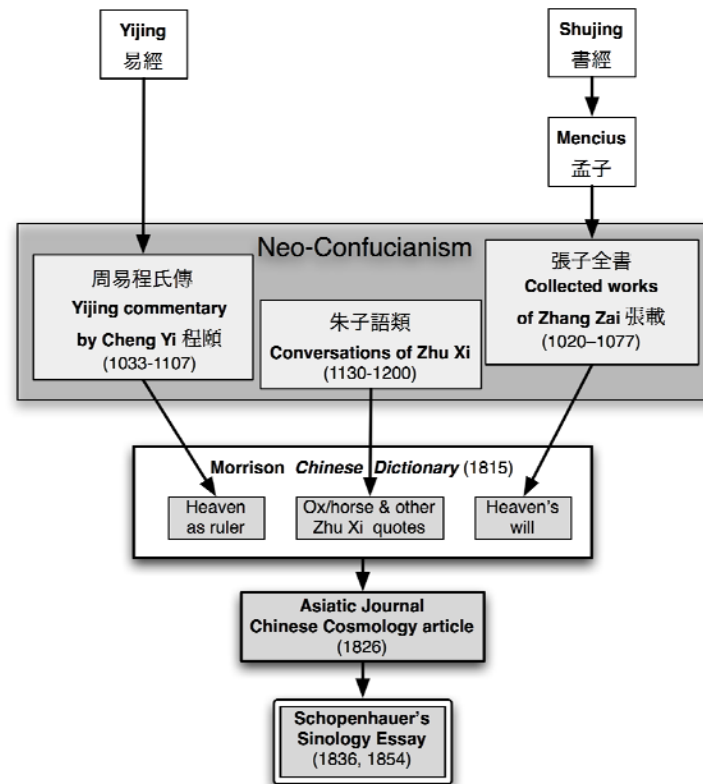 Yijing
易經
Shujing
書經
Mencius
孟子
Neo-Confucianism
周易程氏傳
Yijing commentary
by Cheng Yi 程頤
(1033-1107)
朱子語類
Conversations of Zhu Xi
(1130-1200)
張子全書
Collected works
of Zhang Zai 張載
(1020–1077)
Morrison Chinese Dictionary (1815)
Heaven
as ruler
Ox/horse & other
Zhu Xi quotes
Heaven's
will
Asiatic Journal
Chinese Cosmology article
(1826)
Schopenhauer's
Sinology Essay
(1836, 1854)